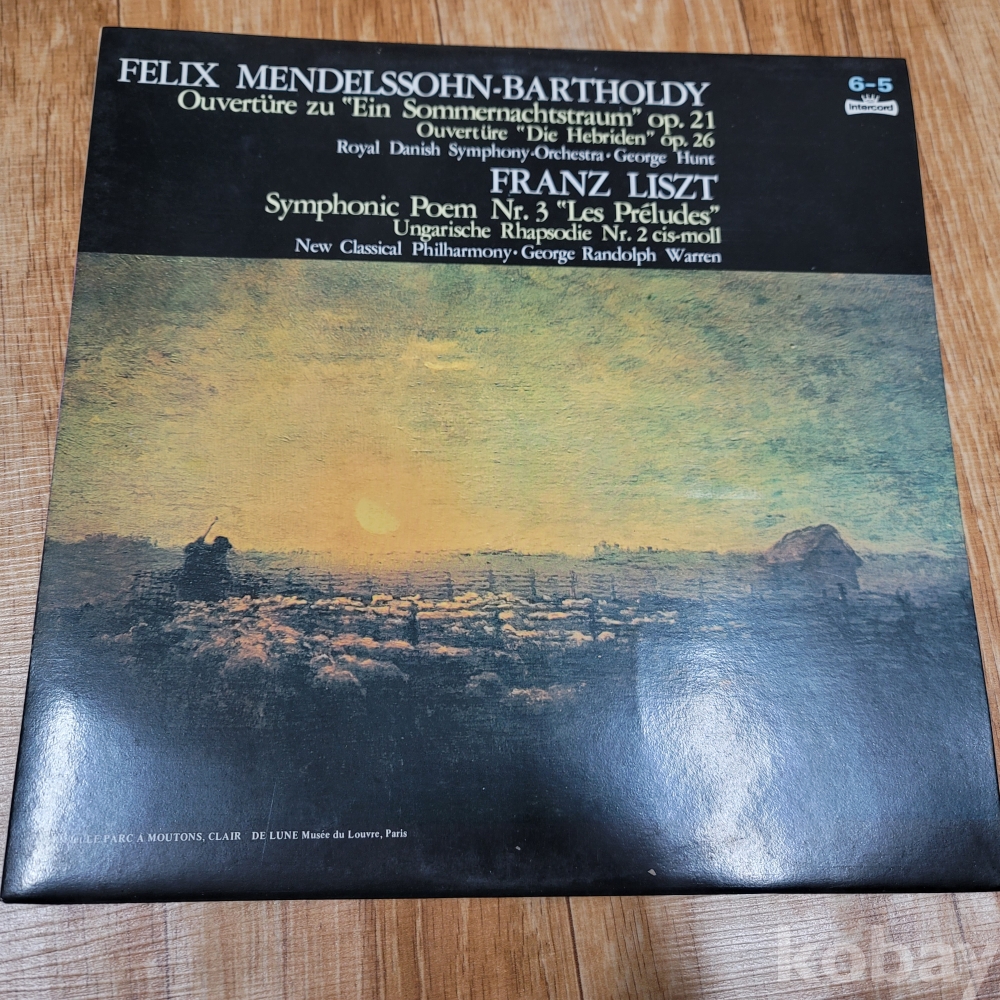 FELIX MENDELSSOHN-BARTHOLDY
Ouvertüre zu "Ein Sommernachtstraum" op. 21
Ouvertüre "Die Hebriden" op. 26
Royal Danish Symphony-Orchestra · George Hunt
FRANZ LISZT
Symphonic Poem Nr. 3 "Les Préludes"
Ungarische Rhapsodie Nr. 2 cis-moll
New Classical Philharmony · George Randolph Warren
6-5
intercord
LE PARC A MOUTONS, CLAIR DE LUNE Musée du Louvre, Paris
kobay